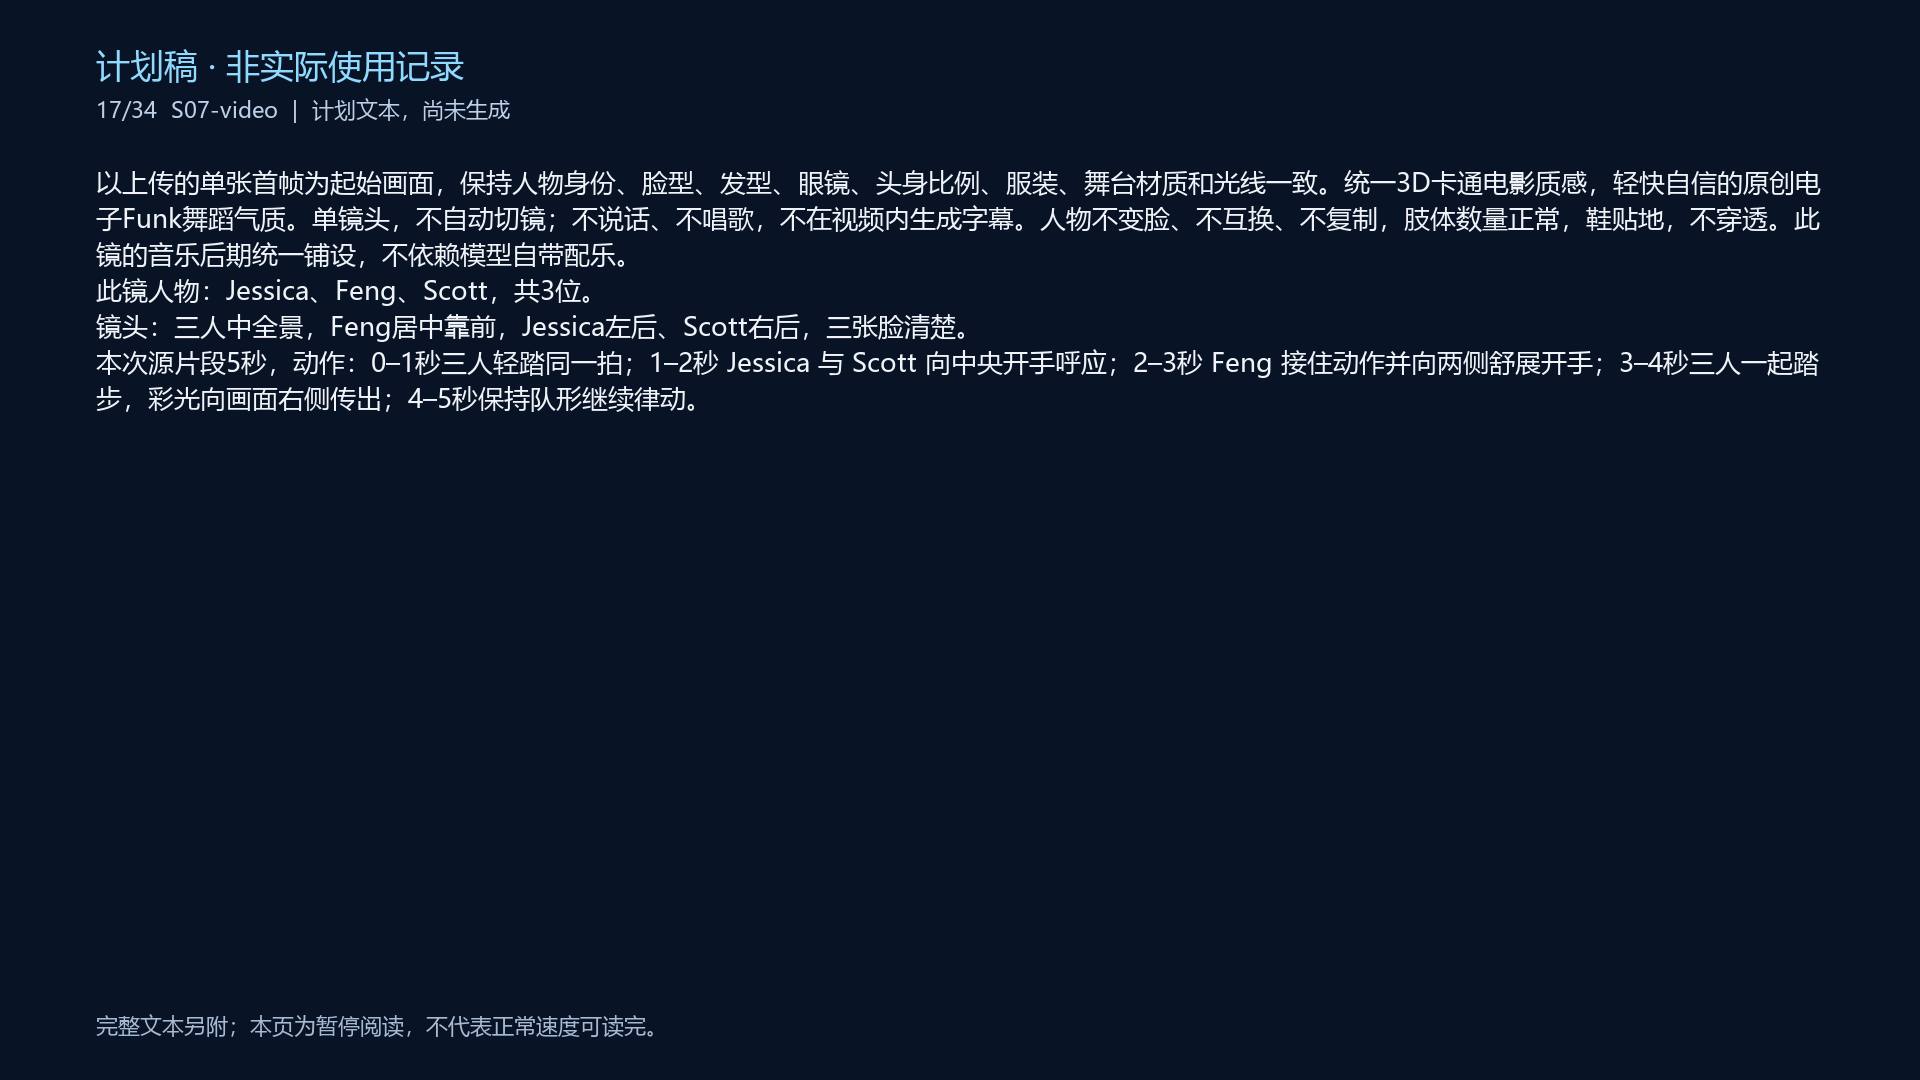 计划稿 · 非实际使用记录
17/34  S07-video  |  计划文本，尚未生成
以上传的单张首帧为起始画面，保持人物身份、脸型、发型、眼镜、头身比例、服装、舞台材质和光线一致。统一3D卡通电影质感，轻快自信的原创电
子Funk舞蹈气质。单镜头，不自动切镜；不说话、不唱歌，不在视频内生成字幕。人物不变脸、不互换、不复制，肢体数量正常，鞋贴地，不穿透。此
镜的音乐后期统一铺设，不依赖模型自带配乐。
此镜人物：Jessica、Feng、Scott，共3位。
镜头：三人中全景，Feng居中靠前，Jessica左后、Scott右后，三张脸清楚。
本次源片段5秒，动作：0–1秒三人轻踏同一拍；1–2秒 Jessica 与 Scott 向中央开手呼应；2–3秒 Feng 接住动作并向两侧舒展开手；3–4秒三人一起踏
步，彩光向画面右侧传出；4–5秒保持队形继续律动。
完整文本另附；本页为暂停阅读，不代表正常速度可读完。